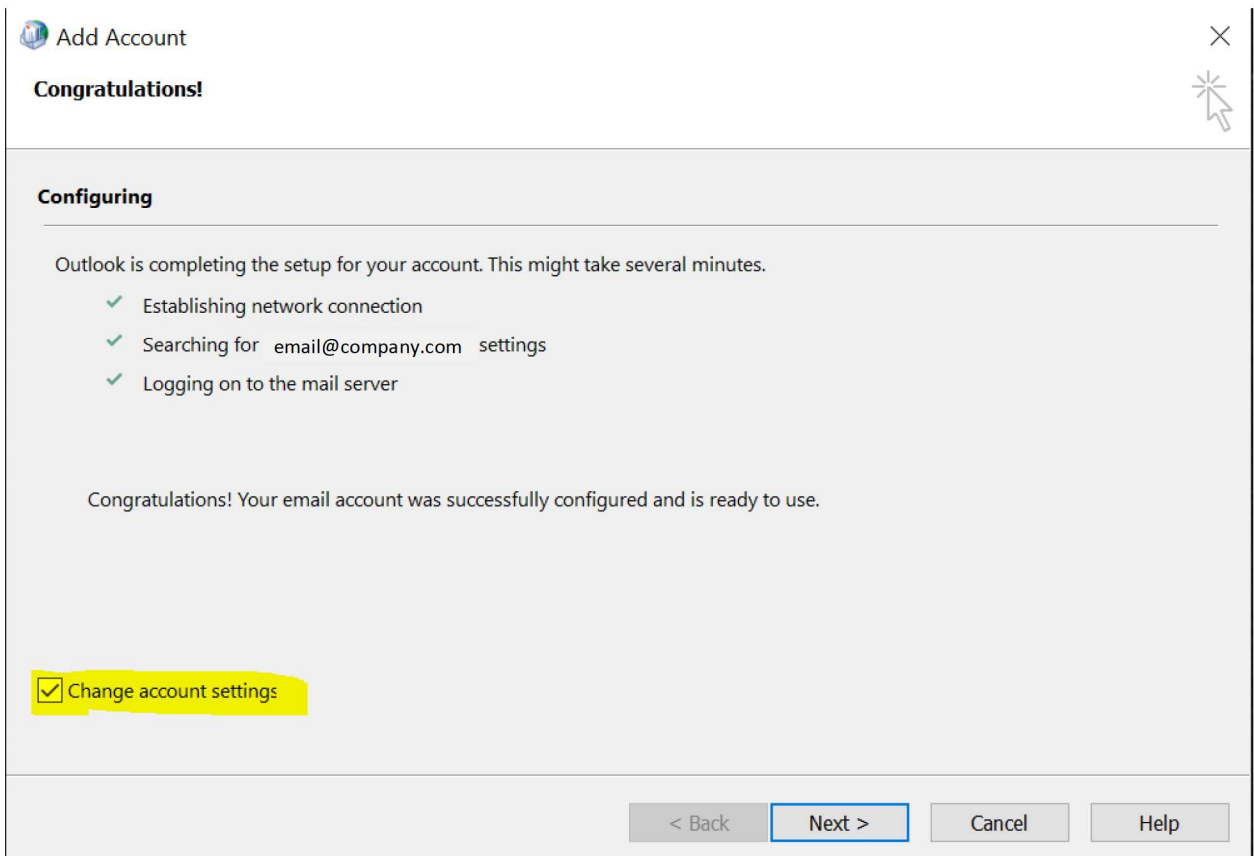 Add Account
Congratulations!
Configuring
Outlook is completing the setup for your account. This might take several minutes.
Establishing network connection
Searching for email@company.com settings
Logging on to the mail server
Congratulations! Your email account was successfully configured and is ready to use.
Change account settings
< Back Next > Cancel Help